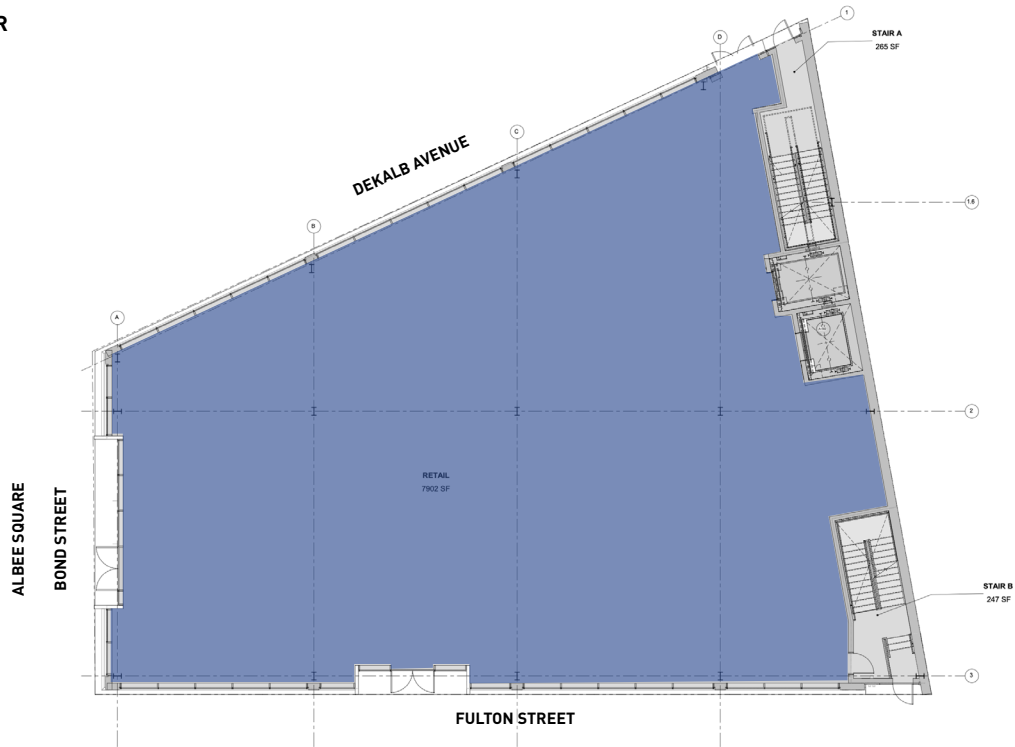 R
1
STAIR A
265 SF
D
C
DEKALB AVENUE
1.6
B
A
2
RETAIL
7902 SF
ALBEE SQUARE
BOND STREET
STAIR B
247 SF
3
FULTON STREET